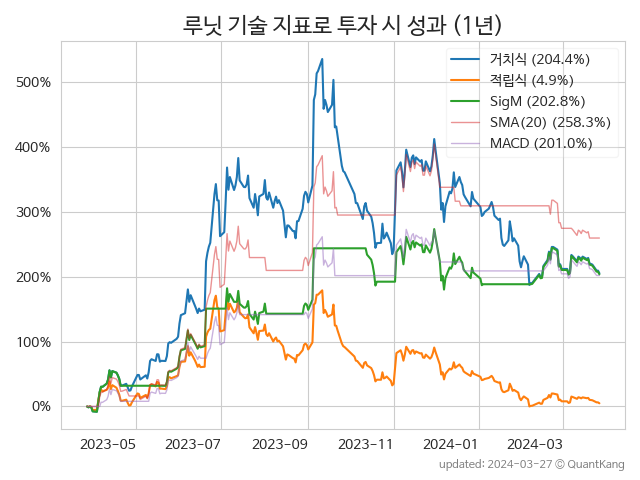 루닛 기술 지표로 투자 시 성과 (1년)
거치식 (204.4%)
적립식 (4.9%)
SigM (202.8%)
SMA(20) (258.3%)
MACD (201.0%)
500%
400%
300%
200%
100%
0%
2023-05
2023-07
2023-09
2023-11
2024-01
2024-03
updated: 2024-03-27 © QuantKang